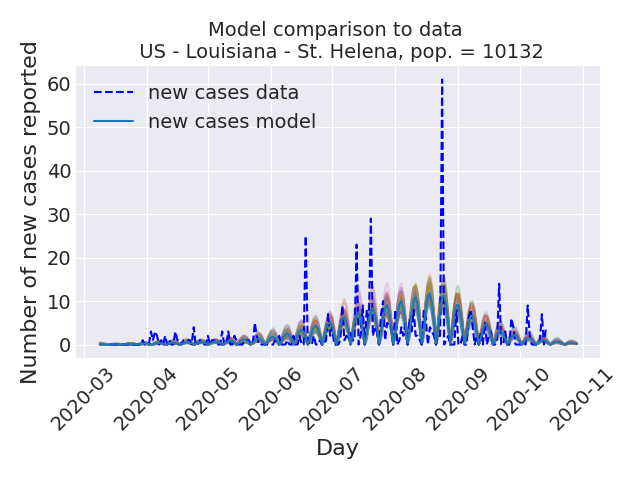 Model comparison to data
US - Louisiana - St. Helena, pop. = 10132
Number of new cases reported
60
50
40
30
20
10
0
new cases data
new cases model
2020-03
2020-04
2020-05
2020-06
2020-07
2020-08
2020-09
2020-10
2020-11
Day